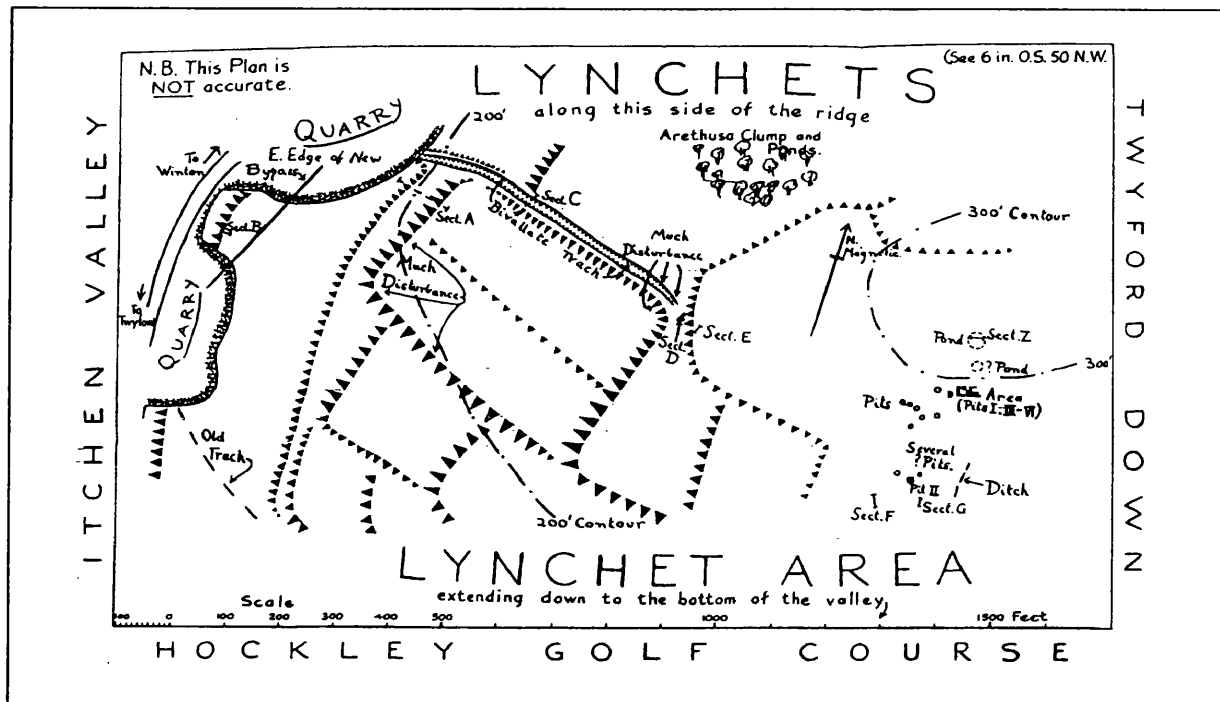 N.B. This Plan is
NOT accurate.
LYNCHETS
along this side of the ridge
(See 6 in. O.S. 50 N.W.
ITCHEN VALLEY
TWYFORD DOWN
QUARRY
200'
Arethusa Clump and
Ponds.
To
Winton
E. Edge of New
Bypass
Sect. B
Sect. A
Sect. C
Bivallate
Track
Much
Disturbance
Much
Disturbance
300' Contour
N.
Magnetic.
To
Twyford
QUARRY
Sect.
D
Sect. E
Pond
Sect. Z
? Pond
300'
Area
(Pits I-III-VI)
Pits
Old
Track
Several
? Pits.
Pit II
Ditch
Sect. F
Sect. G
200' Contour
LYNCHET AREA
extending down to the bottom of the valley
Scale
100 0 100 200 300 400 500 1000 1500 Feet
HOCKLEY GOLF COURSE